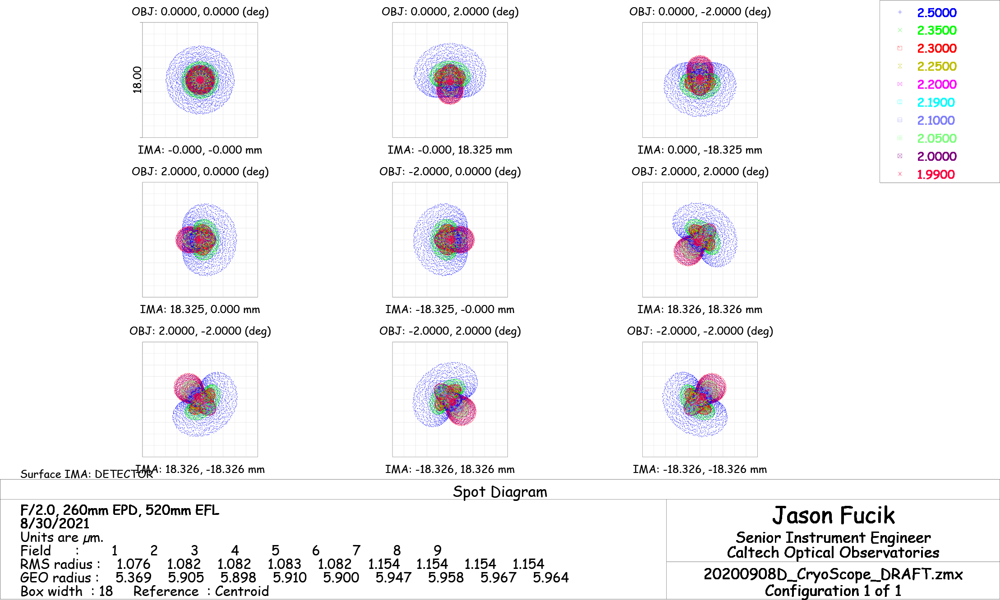 OBJ: 0.0000, 0.0000 (deg)
OBJ: 0.0000, 2.0000 (deg)
OBJ: 0.0000, -2.0000 (deg)
18.00
IMA: -0.000, -0.000 mm
IMA: -0.000, 18.325 mm
IMA: 0.000, -18.325 mm
2.5000
2.3500
2.3000
2.2500
2.2000
2.1900
2.1000
2.0500
2.0000
1.9900
OBJ: 2.0000, 0.0000 (deg)
OBJ: -2.0000, 0.0000 (deg)
OBJ: 2.0000, 2.0000 (deg)
IMA: 18.325, 0.000 mm
IMA: -18.325, -0.000 mm
IMA: 18.326, 18.326 mm
OBJ: 2.0000, -2.0000 (deg)
OBJ: -2.0000, 2.0000 (deg)
OBJ: -2.0000, -2.0000 (deg)
IMA: 18.326, -18.326 mm
IMA: -18.326, 18.326 mm
IMA: -18.326, -18.326 mm
Surface IMA: DETECTOR
Spot Diagram
F/2.0, 260mm EPD, 520mm EFL
8/30/2021
Units are µm.
Field : 1 2 3 4 5 6 7 8 9
RMS radius : 1.076 1.082 1.082 1.083 1.082 1.154 1.154 1.154 1.154
GEO radius : 5.369 5.905 5.898 5.910 5.900 5.947 5.958 5.967 5.964
Box width : 18 Reference : Centroid
Jason Fucik
Senior Instrument Engineer
Caltech Optical Observatories
20200908D_CryoScope_DRAFT.zmx
Configuration 1 of 1